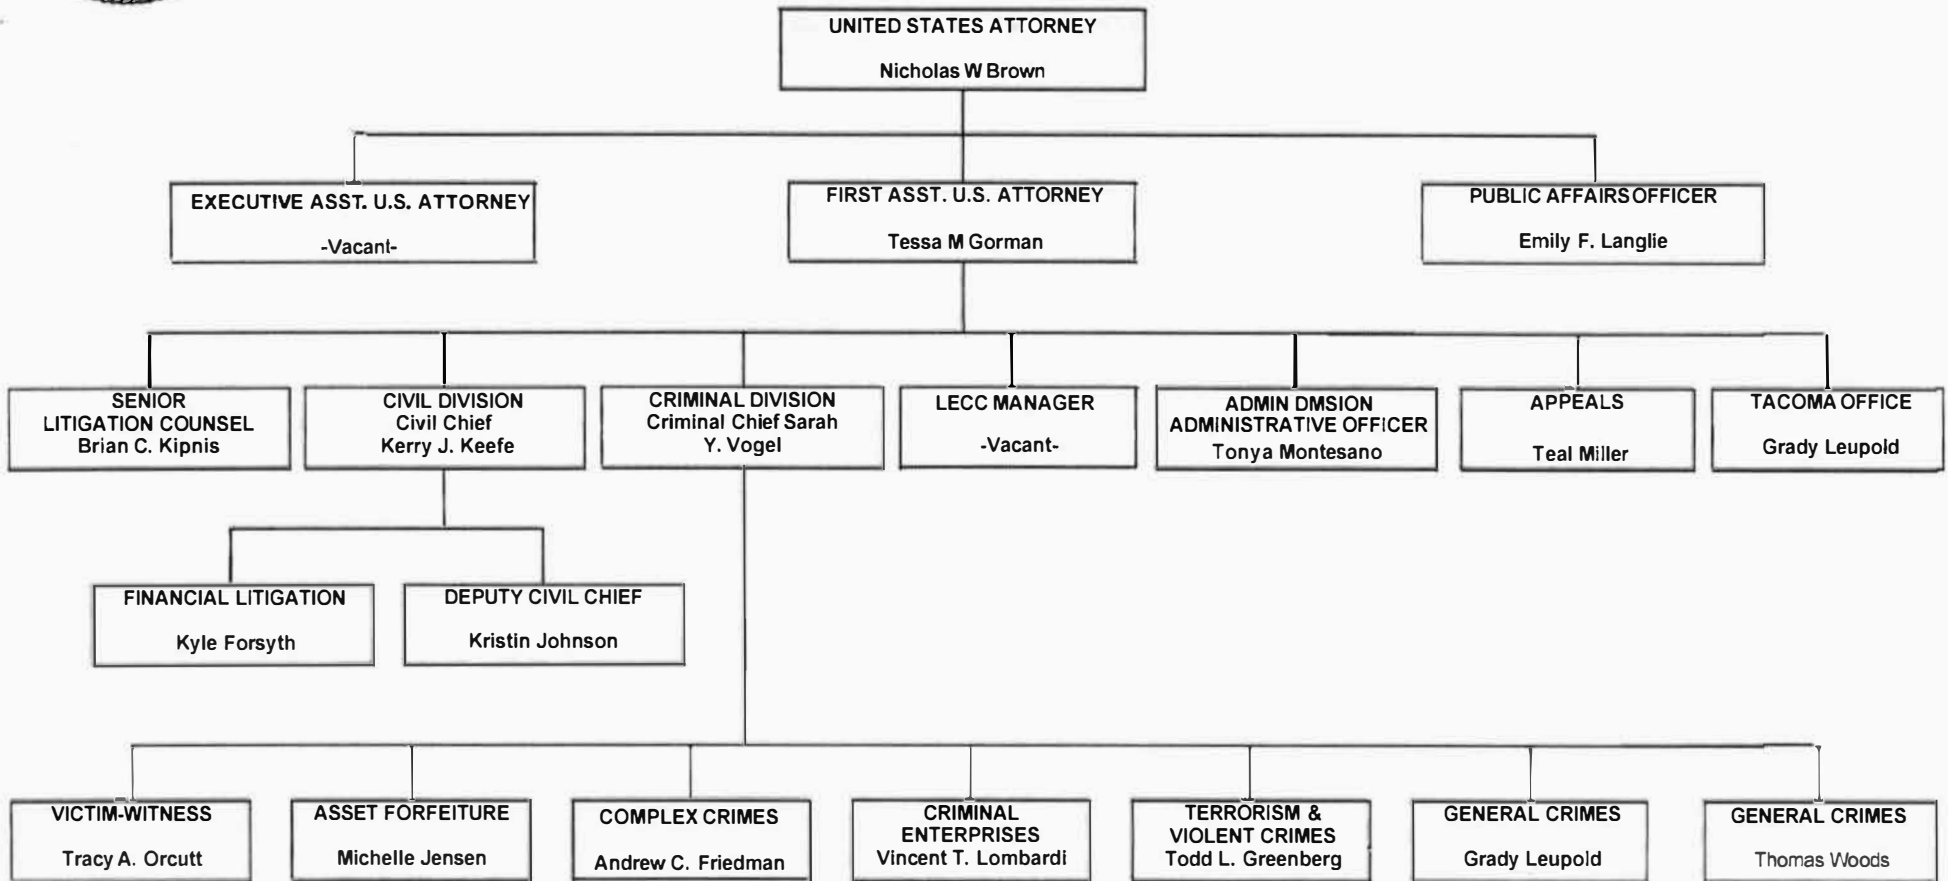 UNITED STATES ATTORNEY
Nicholas W Brown
EXECUTIVE ASST. U.S. ATTORNEY
-Vacant-
FIRST ASST. U.S. ATTORNEY
Tessa M Gorman
PUBLIC AFFAIRS OFFICER
Emily F. Langlie
SENIOR
LITIGATION COUNSEL
Brian C. Kipnis
CIVIL DIVISION
Civil Chief
Kerry J. Keefe
CRIMINAL DIVISION
Criminal Chief Sarah
Y. Vogel
LECC MANAGER
-Vacant-
ADMIN DMSION
ADMINISTRATIVE OFFICER
Tonya Montesano
APPEALS
Teal Miller
TACOMA OFFICE
Grady Leupold
FINANCIAL LITIGATION
Kyle Forsyth
DEPUTY CIVIL CHIEF
Kristin Johnson
VICTIM-WITNESS
Tracy A. Orcutt
ASSET FORFEITURE
Michelle Jensen
COMPLEX CRIMES
Andrew C. Friedman
CRIMINAL
ENTERPRISES
Vincent T. Lombardi
TERRORISM &
VIOLENT CRIMES
Todd L. Greenberg
GENERAL CRIMES
Grady Leupold
GENERAL CRIMES
Thomas Woods